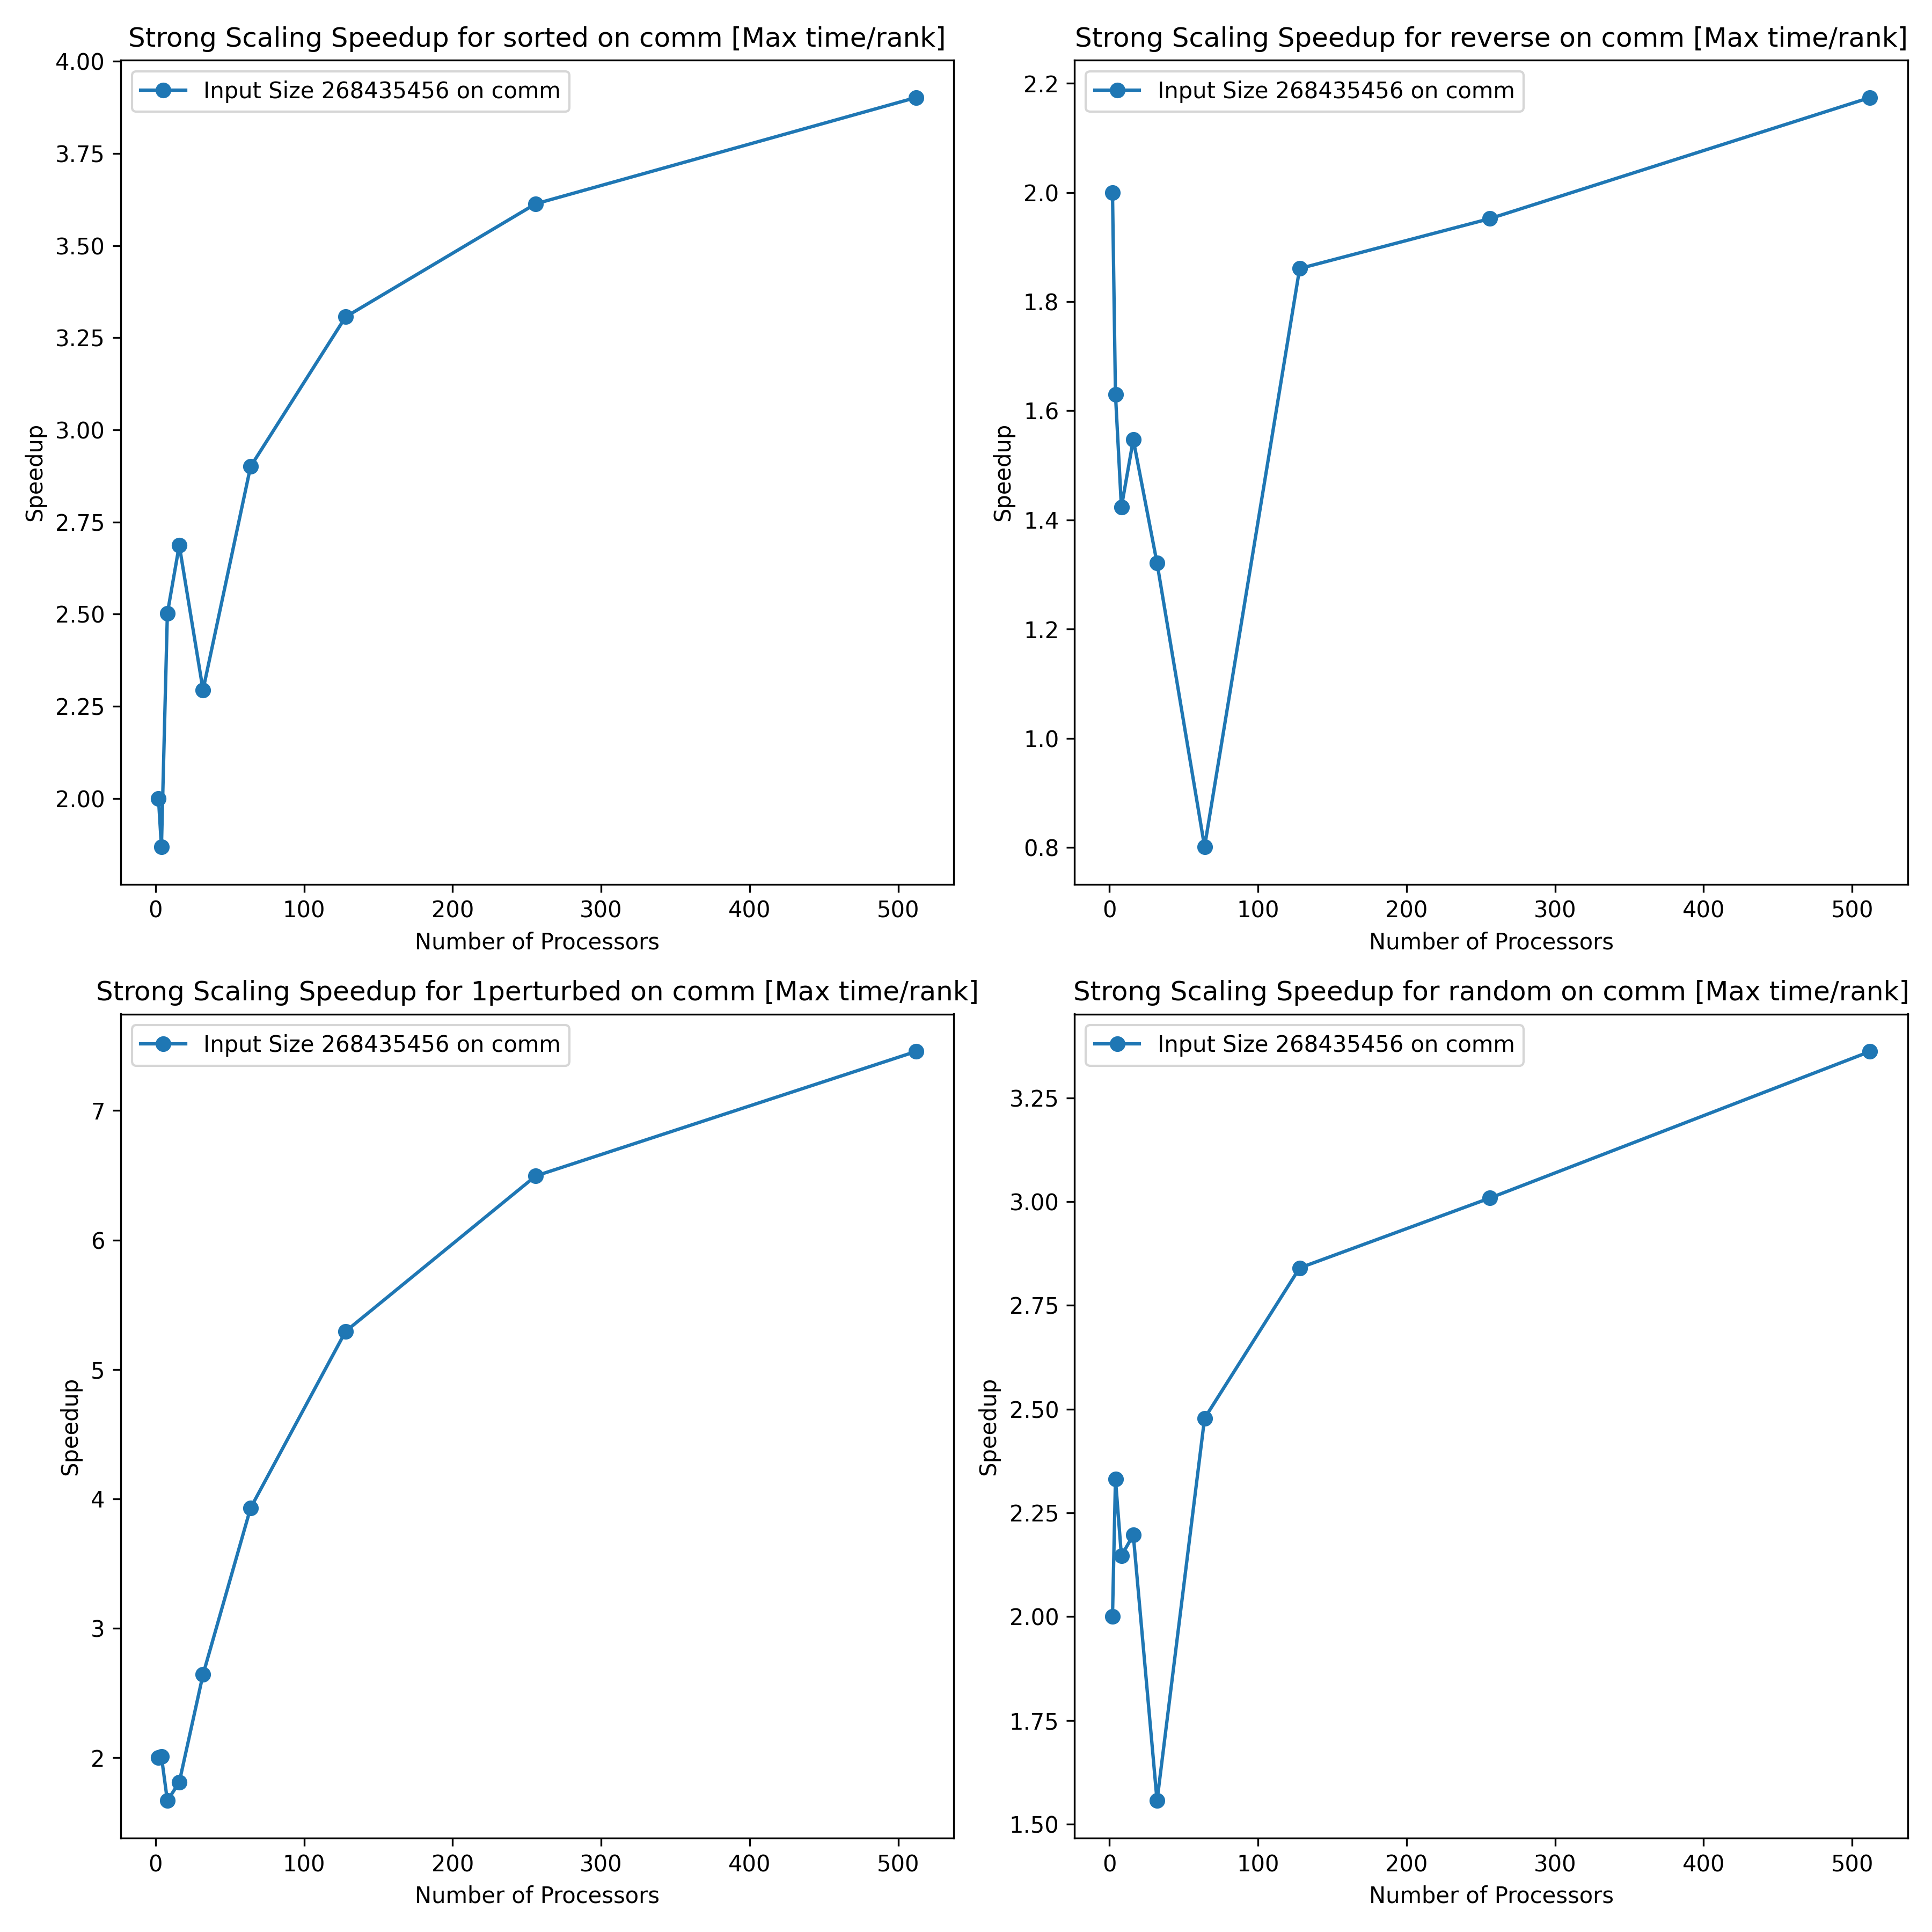 Strong Scaling Speedup for sorted on comm [Max time/rank]
Input Size 268435456 on comm
4.00
3.75
3.50
3.25
3.00
2.75
2.50
2.25
2.00
Speedup
0 100 200 300 400 500
Number of Processors
Strong Scaling Speedup for reverse on comm [Max time/rank]
Input Size 268435456 on comm
2.2
2.0
1.8
1.6
1.4
1.2
1.0
0.8
Speedup
0 100 200 300 400 500
Number of Processors
Strong Scaling Speedup for 1perturbed on comm [Max time/rank]
Input Size 268435456 on comm
7
6
5
4
3
2
Speedup
0 100 200 300 400 500
Number of Processors
Strong Scaling Speedup for random on comm [Max time/rank]
Input Size 268435456 on comm
3.25
3.00
2.75
2.50
2.25
2.00
1.75
1.50
Speedup
0 100 200 300 400 500
Number of Processors